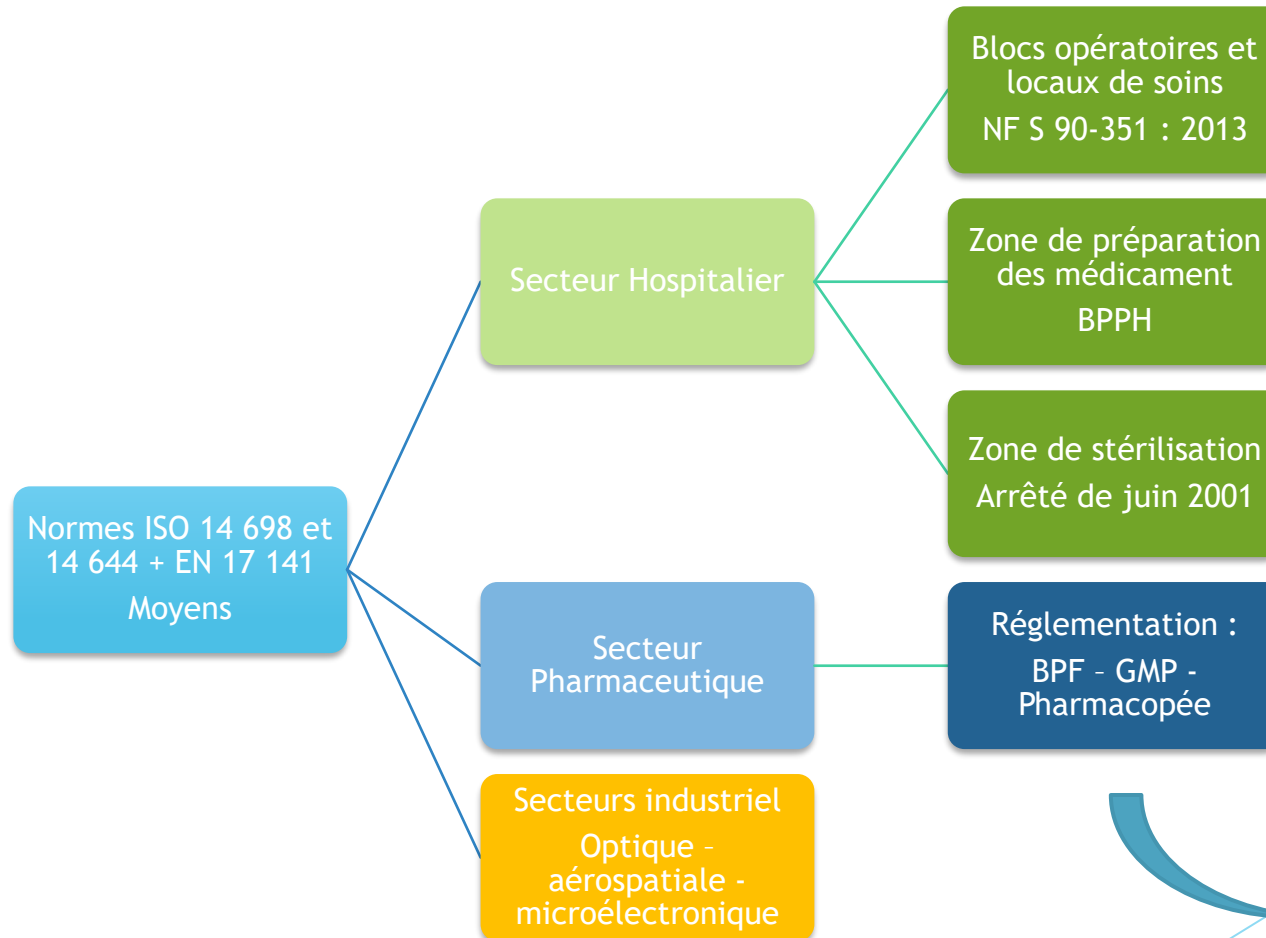 Blocs opératoires et
locaux de soins
NF S 90-351 : 2013
Secteur Hospitalier
Zone de préparation
des médicament
BPPH
Zone de stérilisation
Arrêté de juin 2001
Normes ISO 14 698 et
14 644 + EN 17 141
Moyens
Secteur
Pharmaceutique
Réglementation :
BPF – GMP -
Pharmacopée
Secteurs industriel
Optique –
aérospatiale -
microélectronique